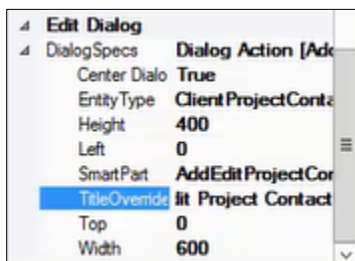 Edit Dialog
DialogSpecs Dialog Action [Add
Center Dialo True
EntityType ClientProjectConta
Height 400
Left 0
SmartPart AddEditProjectCor
TitleOverride lit Project Contact
Top 0
Width 600